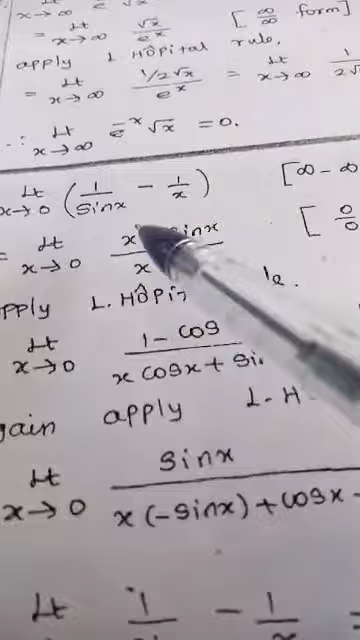 x→∞ e √x
= lt x→∞ √x/e^x [ ∞/∞ form]
apply L Hôpital rule.
= lt x→∞ 1/2√x / e^x = lt x→∞ 1/2√
∴ lt x→∞ e^-x √x = 0.
lt x→0 (1/sinx − 1/x) [∞ − ∞
= lt x→0 x sinx / x [ 0/0
pply L. Hôpi le.
lt x→0 1 − cos / x cosx + si
gain apply L-H
lt x→0 sinx / x(−sinx) + cosx
lt 1 − 1